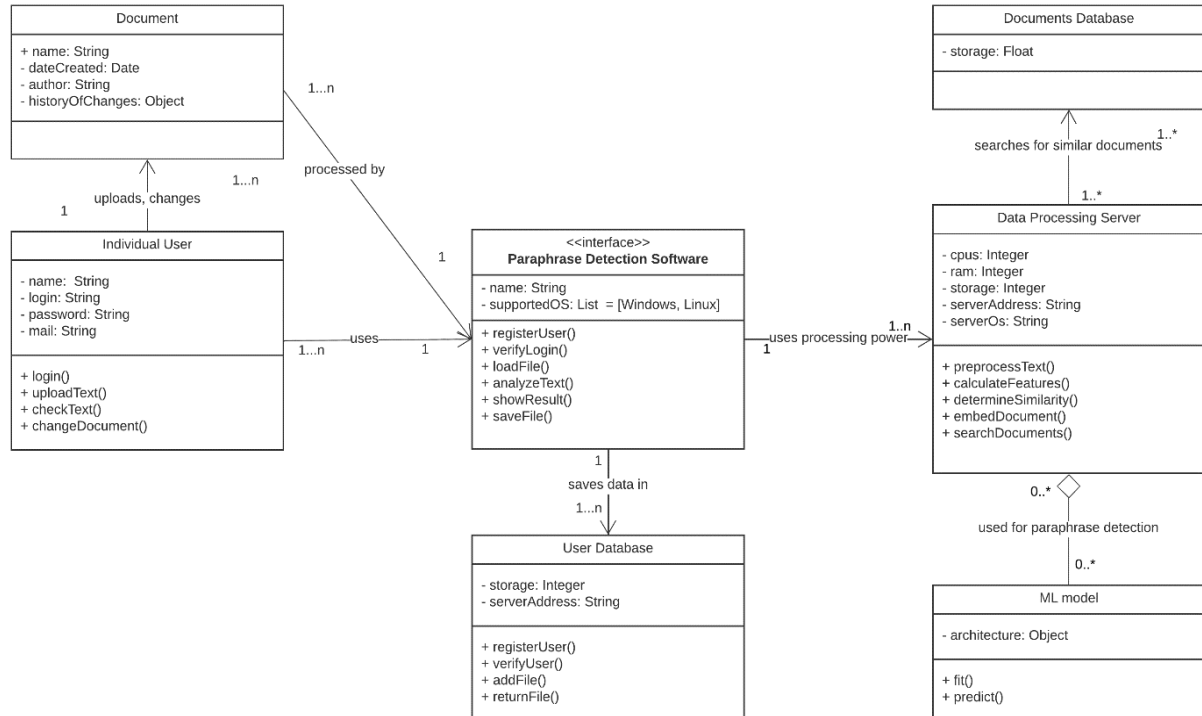 Document
+ name: String
- dateCreated: Date
- author: String
- historyOfChanges: Object
1...n
processed by
1
1...n
uploads, changes
1
Individual User
- name:  String
- login: String
- password: String
- mail: String
+ login()
+ uploadText()
+ checkText()
+ changeDocument()
1...n
uses
1
<<interface>>
Paraphrase Detection Software
- name: String
- supportedOS: List  = [Windows, Linux]
+ registerUser()
+ verifyLogin()
+ loadFile()
+ analyzeText()
+ showResult()
+ saveFile()
1
saves data in
1...n
User Database
- storage: Integer
- serverAddress: String
+ registerUser()
+ verifyUser()
+ addFile()
+ returnFile()
1
uses processing power
1..n
Documents Database
- storage: Float
1..*
searches for similar documents
1..*
Data Processing Server
- cpus: Integer
- ram: Integer
- storage: Integer
- serverAddress: String
- serverOs: String
+ preprocessText()
+ calculateFeatures()
+ determineSimilarity()
+ embedDocument()
+ searchDocuments()
0..*
used for paraphrase detection
0..*
ML model
- architecture: Object
+ fit()
+ predict()